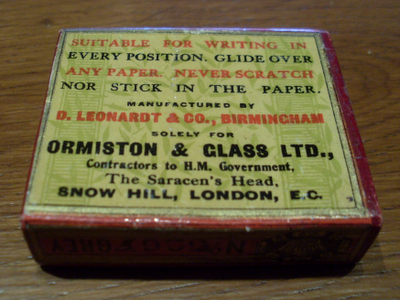 SUITABLE FOR WRITING IN
EVERY POSITION. GLIDE OVER
ANY PAPER. NEVER SCRATCH
NOR STICK IN THE PAPER.
MANUFACTURED BY
D. LEONARDT & CO., BIRMINGHAM
SOLELY FOR
ORMISTON & GLASS LTD.,
Contractors to H.M. Government,
The Saracen's Head,
SNOW HILL, LONDON, E.C.